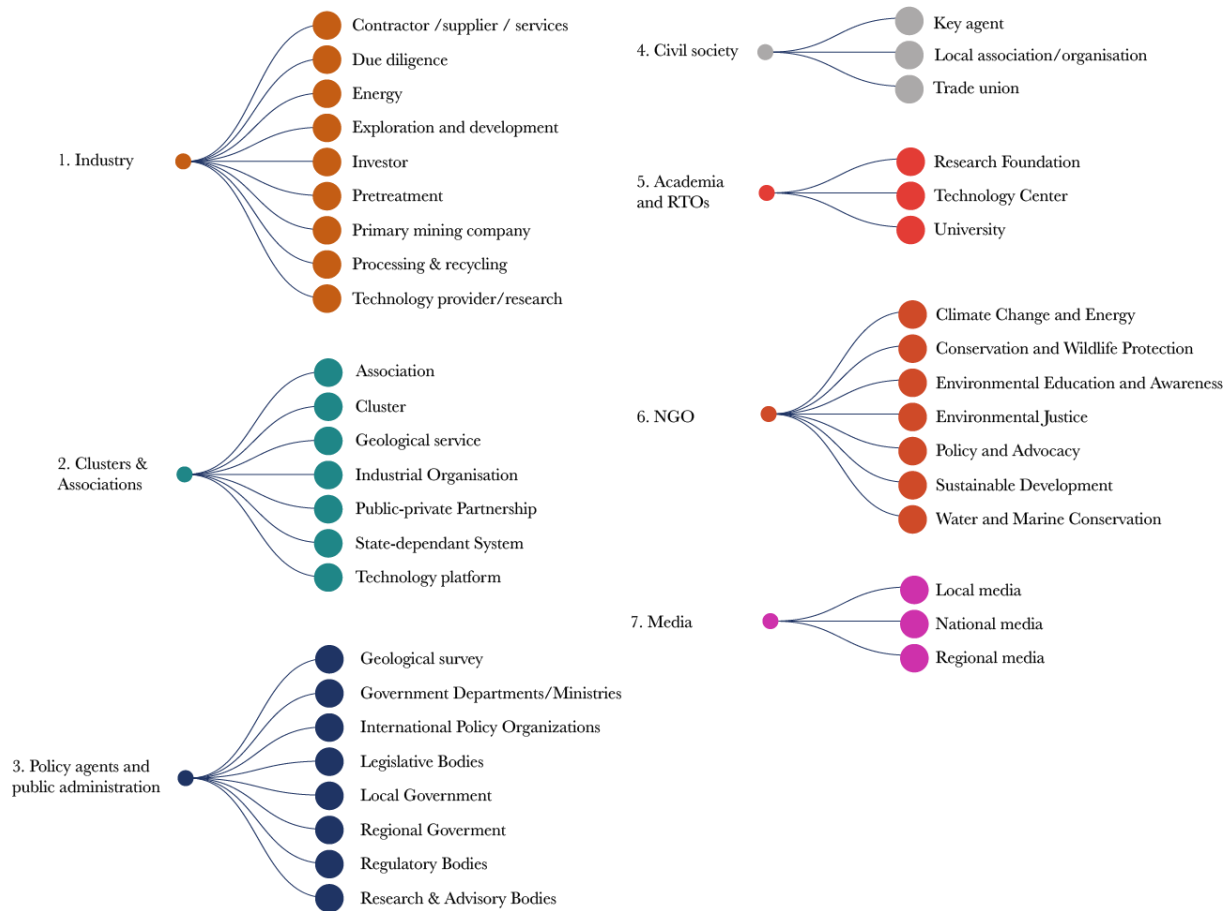 1. Industry
Contractor /supplier / services
Due diligence
Energy
Exploration and development
Investor
Pretreatment
Primary mining company
Processing & recycling
Technology provider/research
2. Clusters &
Associations
Association
Cluster
Geological service
Industrial Organisation
Public-private Partnership
State-dependant System
Technology platform
3. Policy agents and
public administration
Geological survey
Government Departments/Ministries
International Policy Organizations
Legislative Bodies
Local Government
Regional Goverment
Regulatory Bodies
Research & Advisory Bodies
4. Civil society
Key agent
Local association/organisation
Trade union
5. Academia
and RTOs
Research Foundation
Technology Center
University
6. NGO
Climate Change and Energy
Conservation and Wildlife Protection
Environmental Education and Awareness
Environmental Justice
Policy and Advocacy
Sustainable Development
Water and Marine Conservation
7. Media
Local media
National media
Regional media